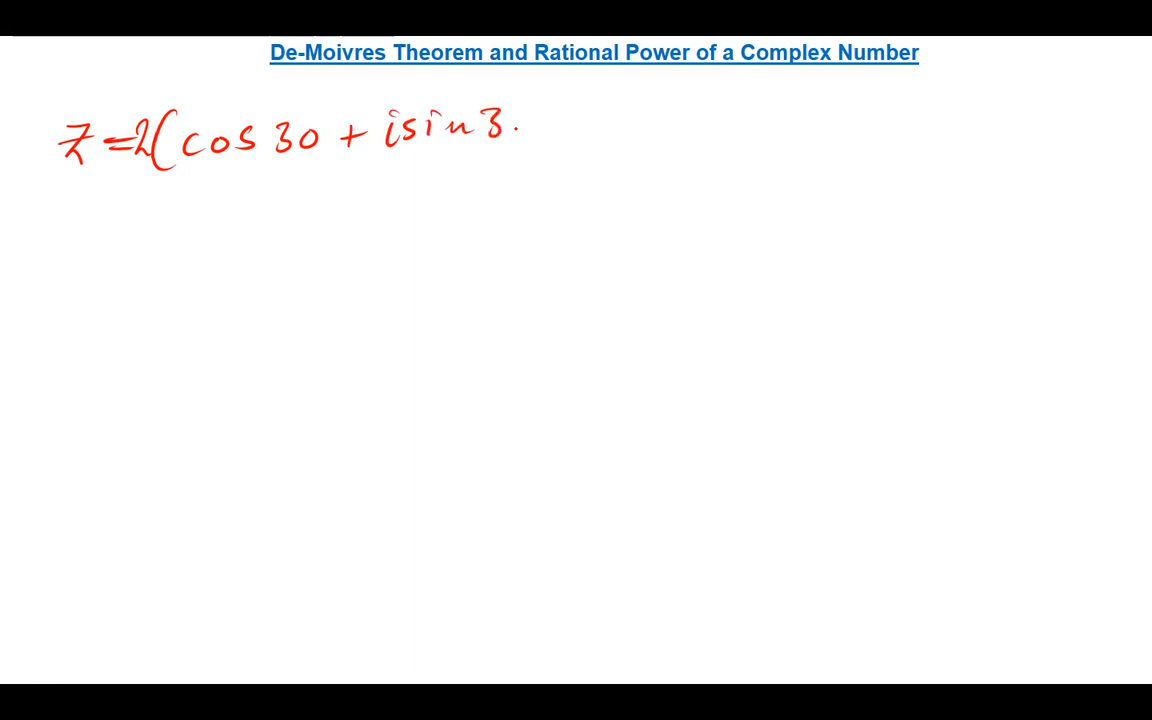 De-Moivres Theorem and Rational Power of a Complex Number
z = 2(cos 30 + isin 3.